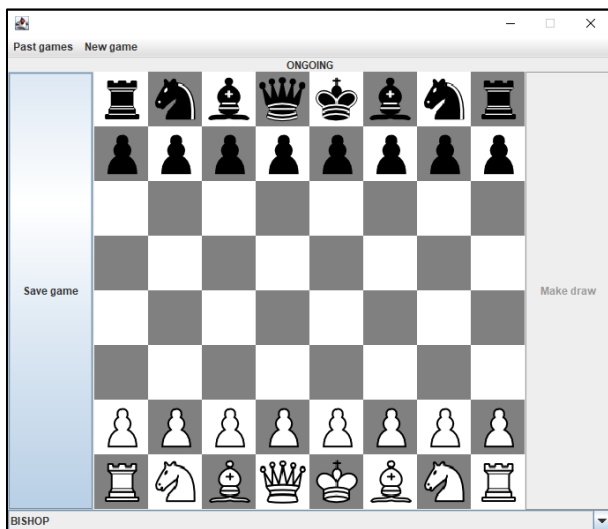 Past games New game
ONGOING
Save game
Make draw
BISHOP